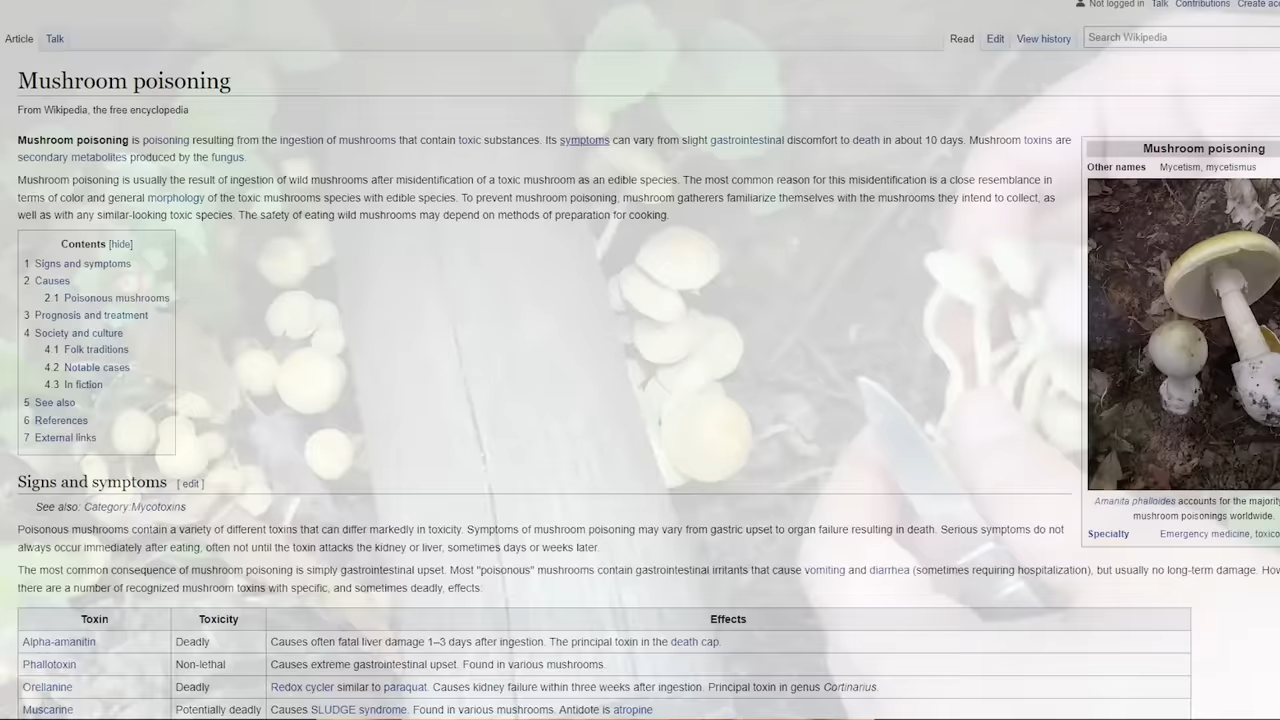 Not logged in Talk Contributions Create acc
Article Talk Read Edit View history Search Wikipedia
Mushroom poisoning
From Wikipedia, the free encyclopedia
Mushroom poisoning is poisoning resulting from the ingestion of mushrooms that contain toxic substances. Its symptoms can vary from slight gastrointestinal discomfort to death in about 10 days. Mushroom toxins are
secondary metabolites produced by the fungus.
Mushroom poisoning is usually the result of ingestion of wild mushrooms after misidentification of a toxic mushroom as an edible species. The most common reason for this misidentification is a close resemblance in
terms of color and general morphology of the toxic mushrooms species with edible species. To prevent mushroom poisoning, mushroom gatherers familiarize themselves with the mushrooms they intend to collect, as
well as with any similar-looking toxic species. The safety of eating wild mushrooms may depend on methods of preparation for cooking.
Contents [hide]
1 Signs and symptoms
2 Causes
2.1 Poisonous mushrooms
3 Prognosis and treatment
4 Society and culture
4.1 Folk traditions
4.2 Notable cases
4.3 In fiction
5 See also
6 References
7 External links
Mushroom poisoning
Other names Mycetism, mycetismus
Amanita phalloides accounts for the majorit
mushroom poisonings worldwide.
Specialty Emergency medicine, toxico
Signs and symptoms [ edit ]
See also: Category:Mycotoxins
Poisonous mushrooms contain a variety of different toxins that can differ markedly in toxicity. Symptoms of mushroom poisoning may vary from gastric upset to organ failure resulting in death. Serious symptoms do not
always occur immediately after eating, often not until the toxin attacks the kidney or liver, sometimes days or weeks later.
The most common consequence of mushroom poisoning is simply gastrointestinal upset. Most "poisonous" mushrooms contain gastrointestinal irritants that cause vomiting and diarrhea (sometimes requiring hospitalization), but usually no long-term damage. How
there are a number of recognized mushroom toxins with specific, and sometimes deadly, effects:
Toxin Toxicity Effects
Alpha-amanitin Deadly Causes often fatal liver damage 1–3 days after ingestion. The principal toxin in the death cap.
Phallotoxin Non-lethal Causes extreme gastrointestinal upset. Found in various mushrooms.
Orellanine Deadly Redox cycler similar to paraquat. Causes kidney failure within three weeks after ingestion. Principal toxin in genus Cortinarius.
Muscarine Potentially deadly Causes SLUDGE syndrome. Found in various mushrooms. Antidote is atropine